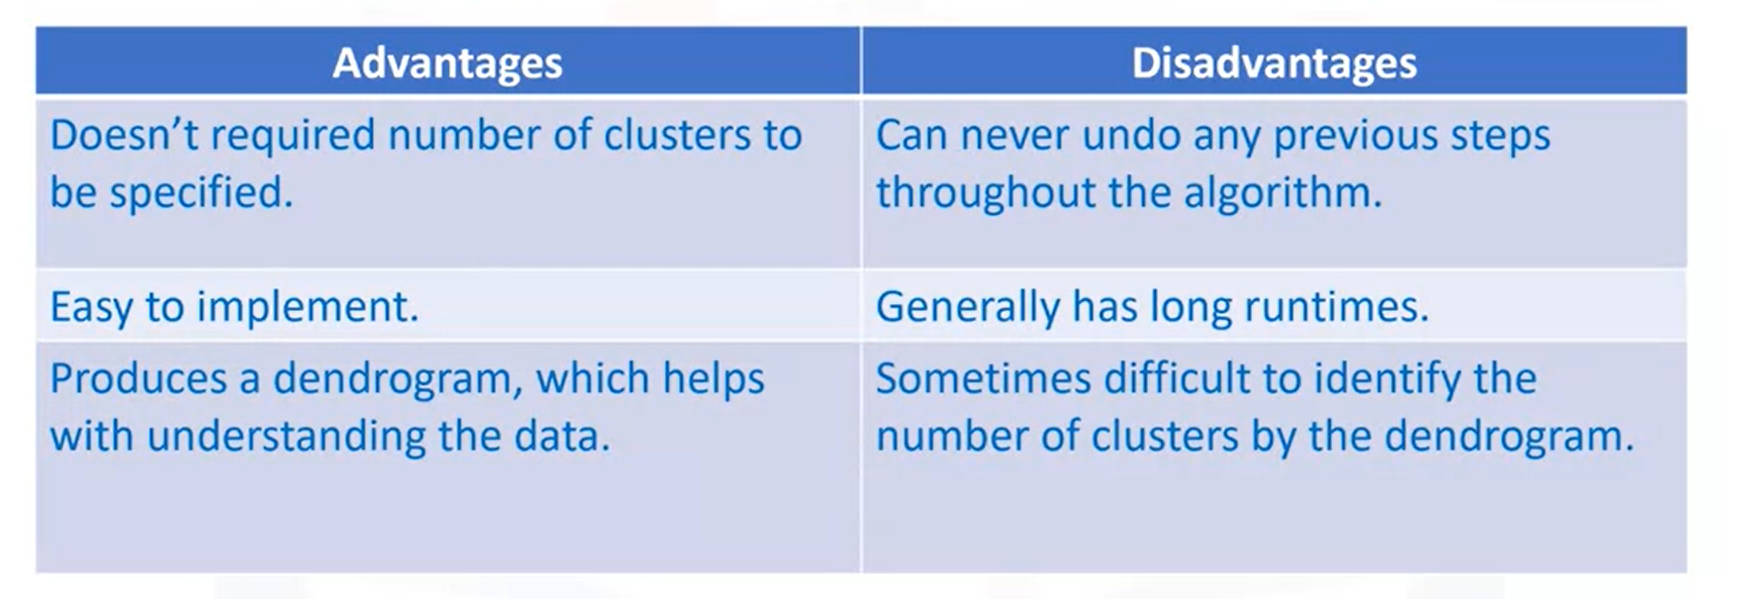 Advantages
Disadvantages
Doesn't required number of clusters to
be specified.
Can never undo any previous steps
throughout the algorithm.
Easy to implement.
Generally has long runtimes.
Produces a dendrogram, which helps
with understanding the data.
Sometimes difficult to identify the
number of clusters by the dendrogram.